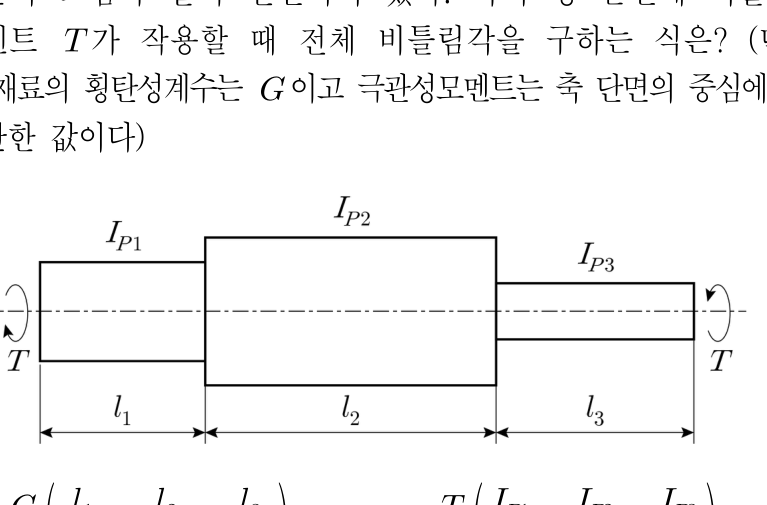 T가 작용할 때 전체 비틀림각을 구하는 식은?
재료의 횡탄성계수는 G이고 극관성모멘트는 축 단면의 중심에
한 값이다)
I_{P1} I_{P2} I_{P3}
T T
l_1 l_2 l_3